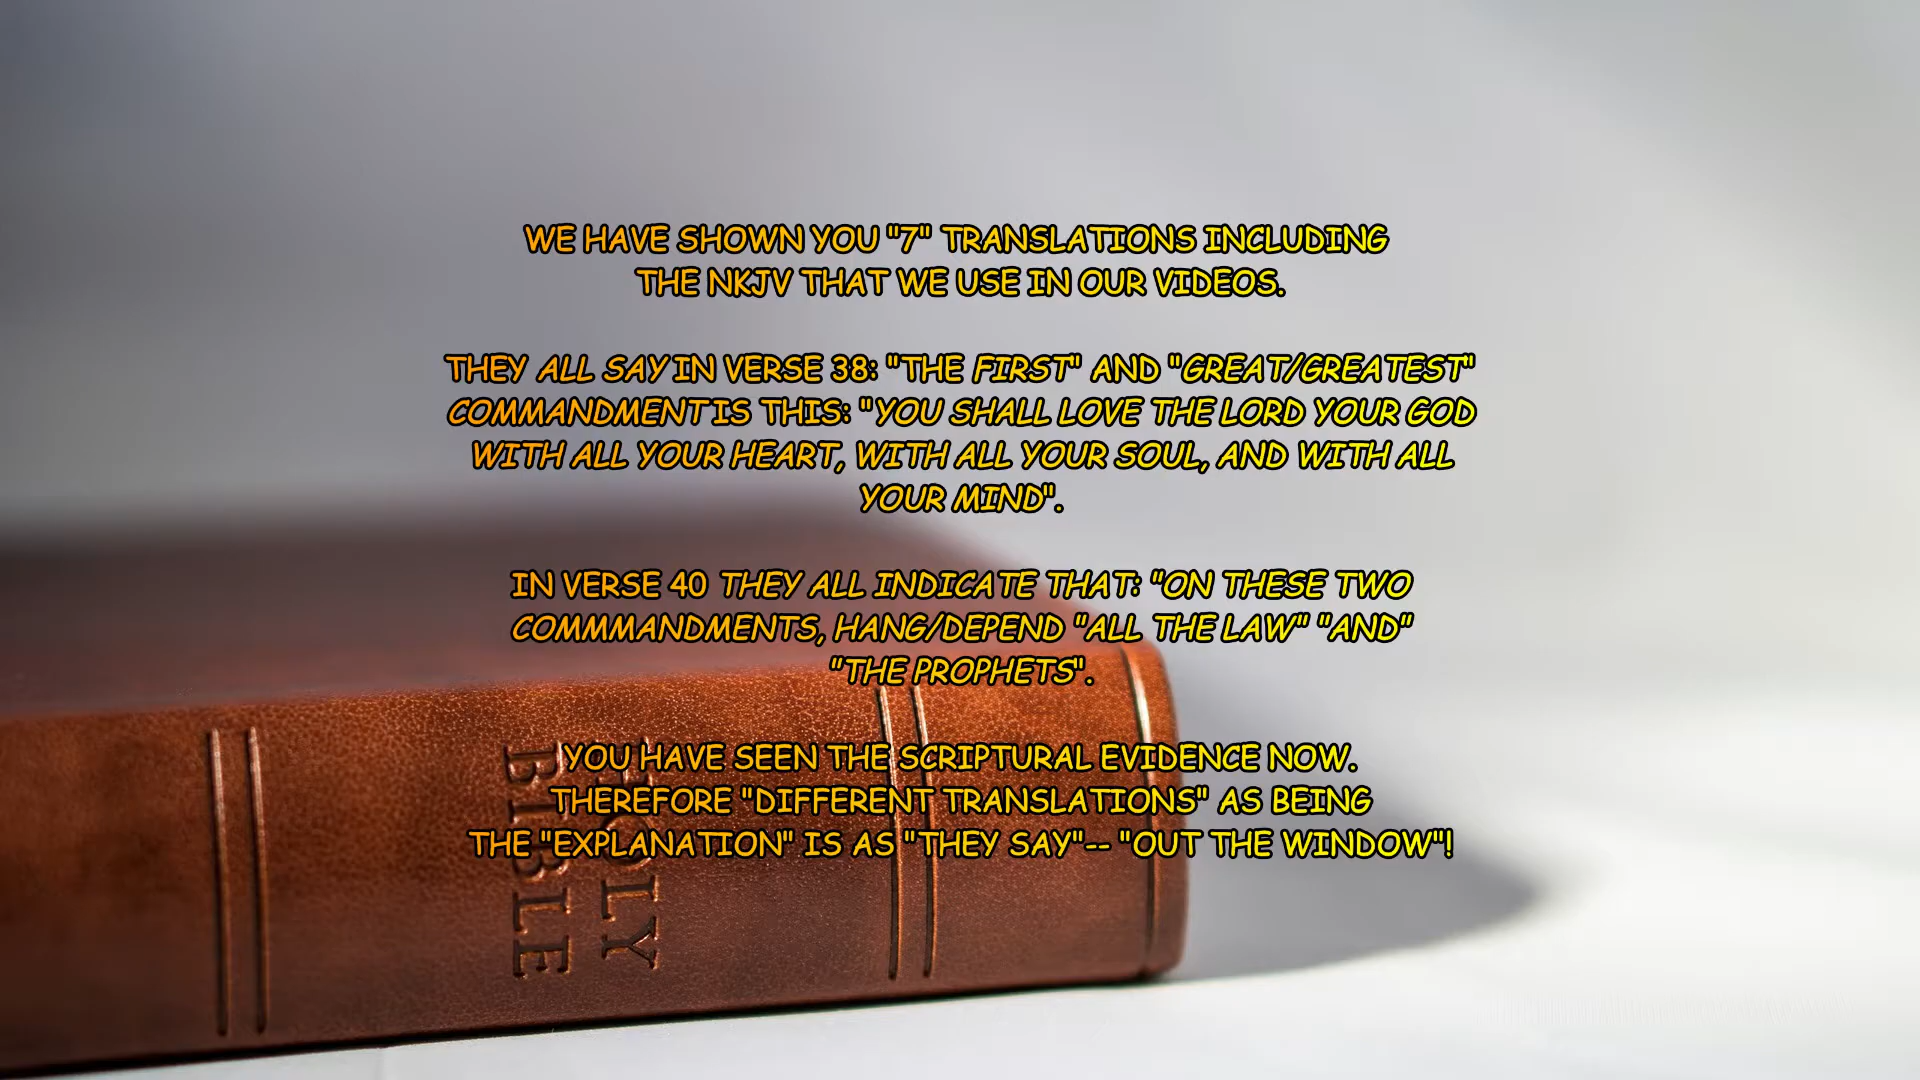 WE HAVE SHOWN YOU "7" TRANSLATIONS INCLUDING
THE NKJV THAT WE USE IN OUR VIDEOS.
THEY ALL SAY IN VERSE 38: "THE FIRST" AND "GREAT/GREATEST"
COMMANDMENT IS THIS: "YOU SHALL LOVE THE LORD YOUR GOD
WITH ALL YOUR HEART, WITH ALL YOUR SOUL, AND WITH ALL
YOUR MIND".
IN VERSE 40 THEY ALL INDICATE THAT: "ON THESE TWO
COMMMANDMENTS, HANG/DEPEND "ALL THE LAW" "AND"
"THE PROPHETS".
YOU HAVE SEEN THE SCRIPTURAL EVIDENCE NOW.
THEREFORE "DIFFERENT TRANSLATIONS" AS BEING
THE "EXPLANATION" IS AS "THEY SAY"-- "OUT THE WINDOW"!
HOLY
BIBLE